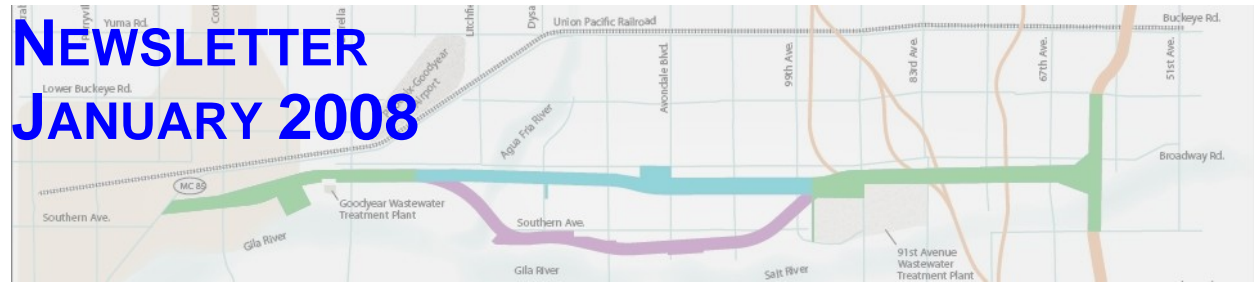 NEWSLETTER
JANUARY 2008
Yuma Rd.
Union Pacific Railroad
Buckeye Rd.
Lower Buckeye Rd.
Avondale Blvd.
99th Ave.
83rd Ave.
67th Ave.
51st Ave.
Agua Fria River
Broadway Rd.
MC 85
Goodyear Wastewater
Treatment Plant
Southern Ave.
Southern Ave.
Gila River
Gila River
Salt River
91st Avenue
Wastewater
Treatment Plant